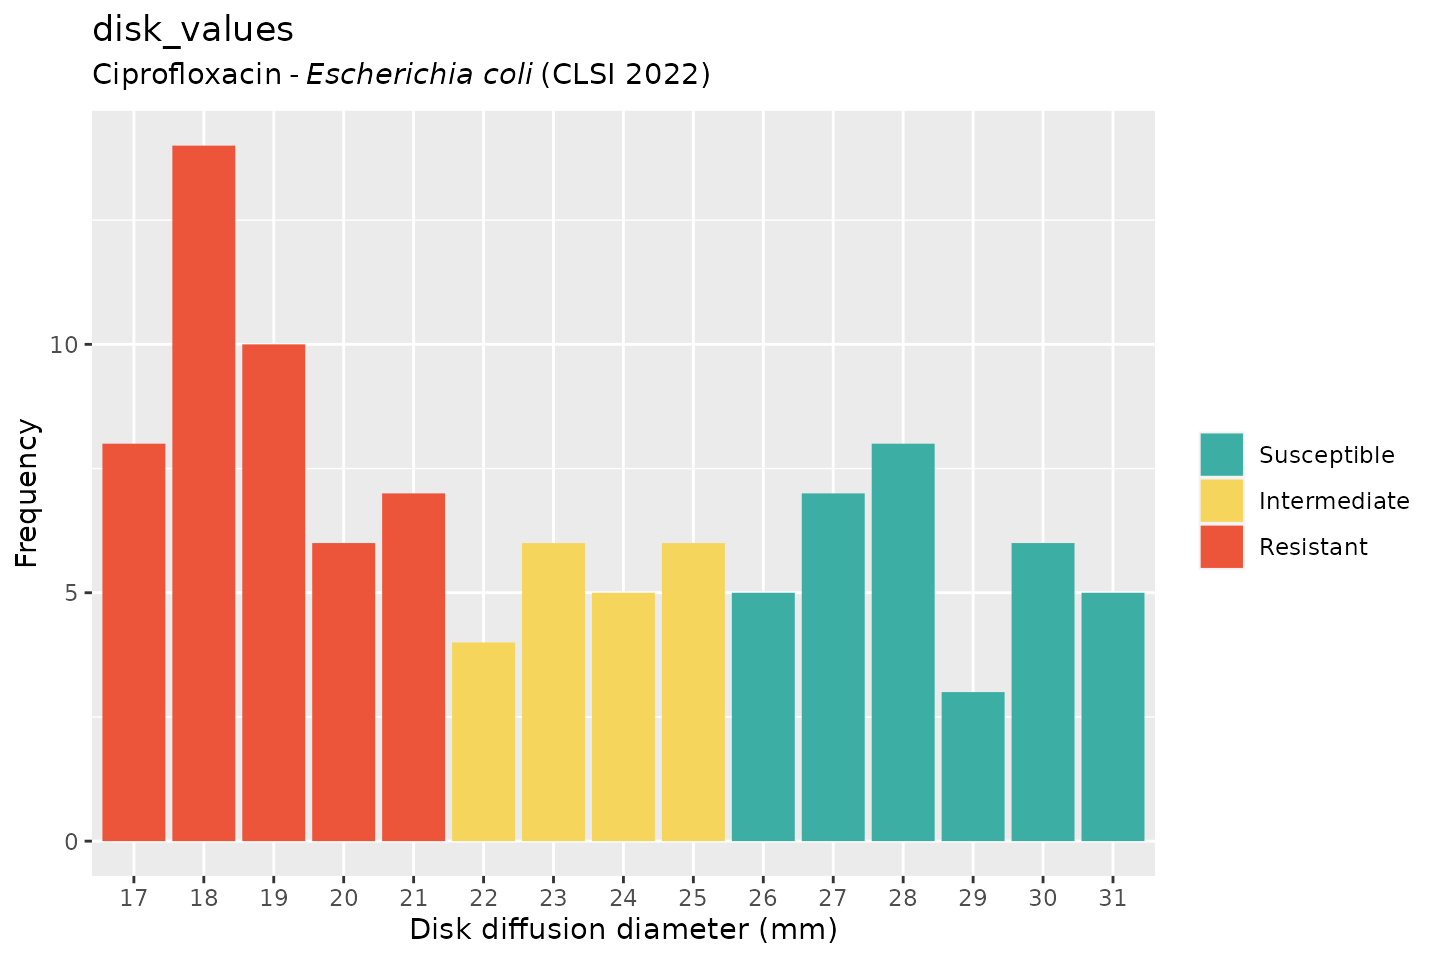 disk_values
Ciprofloxacin - Escherichia coli (CLSI 2022)
Frequency
10
5
0
17 18 19 20 21 22 23 24 25 26 27 28 29 30 31
Disk diffusion diameter (mm)
Susceptible
Intermediate
Resistant